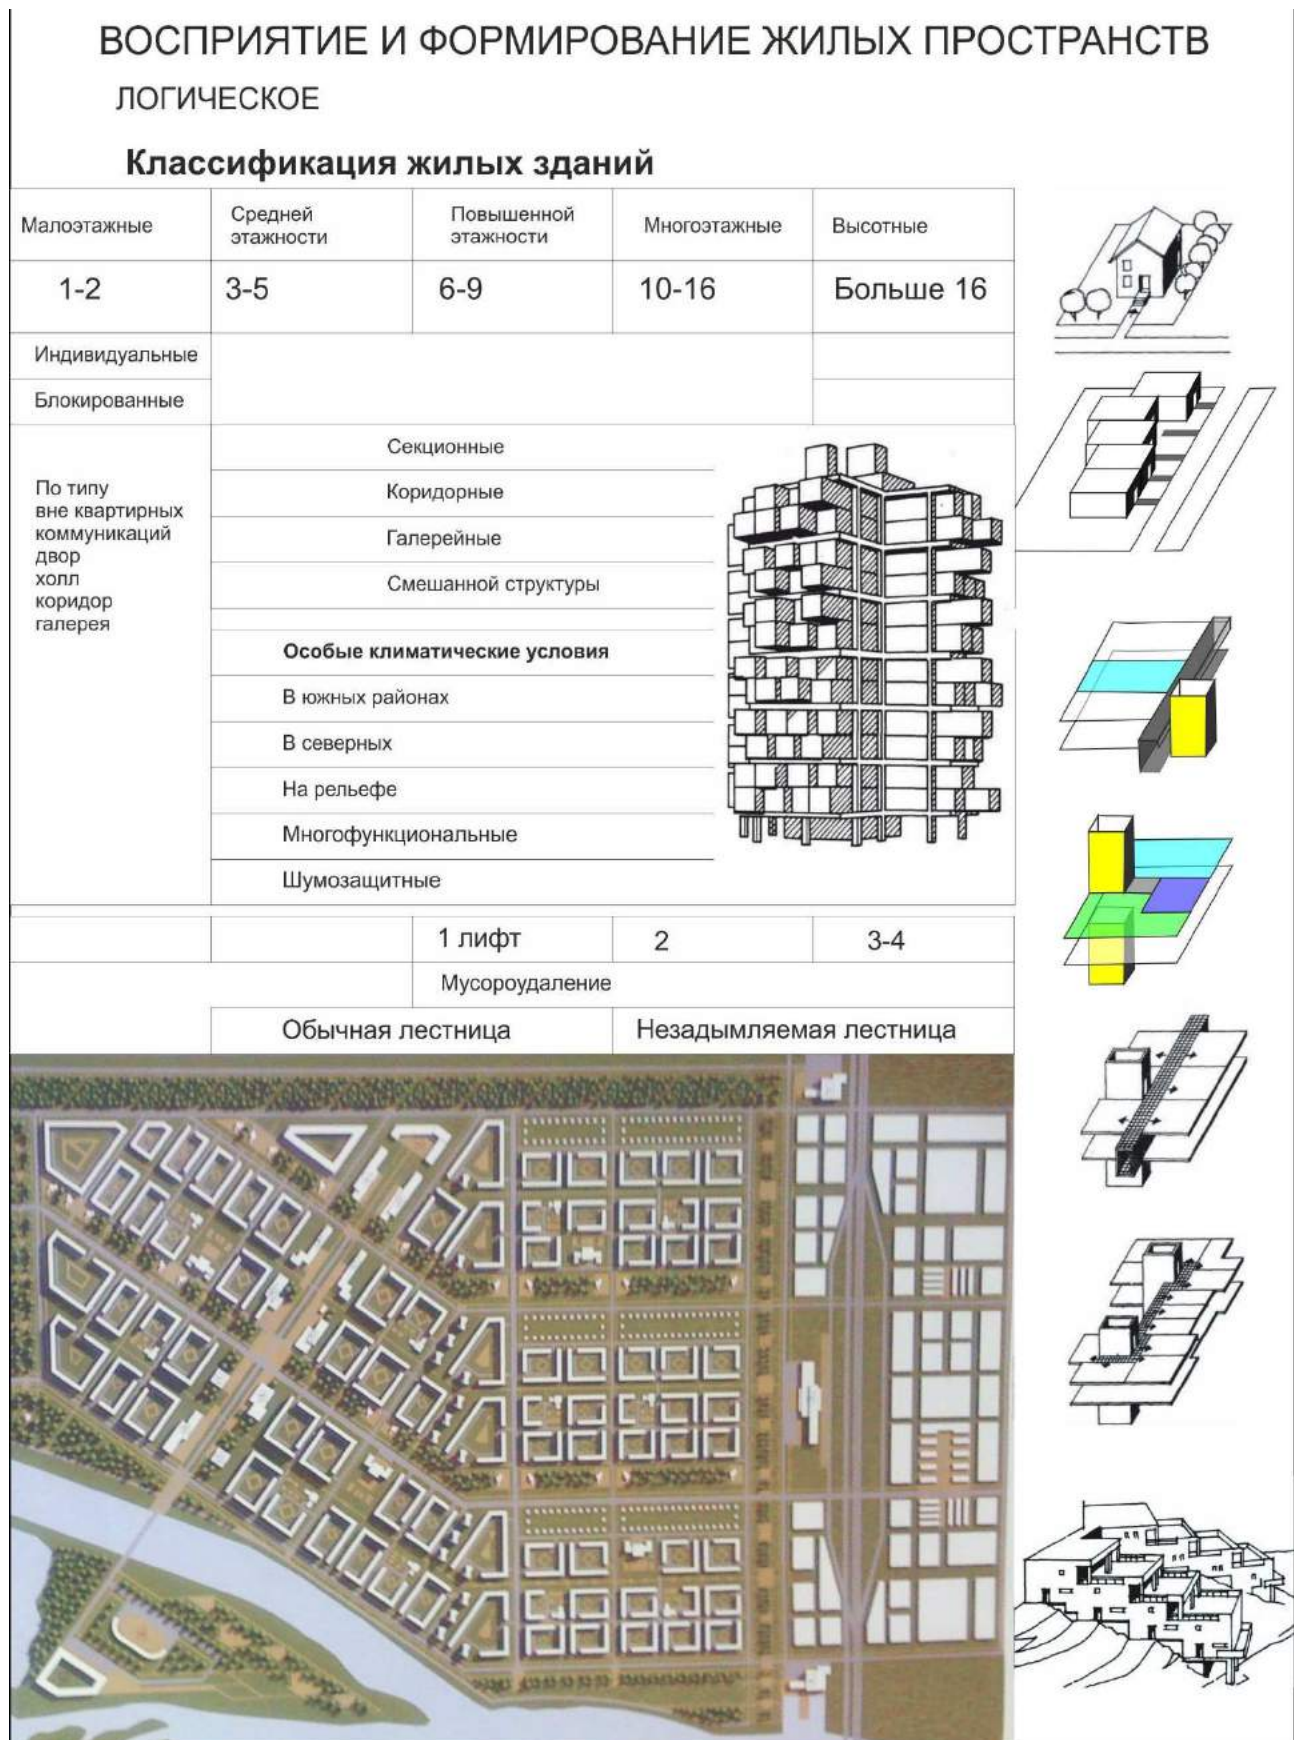 ВОСПРИЯТИЕ И ФОРМИРОВАНИЕ ЖИЛЫХ ПРОСТРАНСТВ
ЛОГИЧЕСКОЕ
Классификация жилых зданий
Малоэтажные
Средней
этажности
Повышенной
этажности
Многоэтажные
Высотные
1-2
3-5
6-9
10-16
Больше 16
Индивидуальные
Блокированные
По типу
вне квартирных
коммуникаций
двор
холл
коридор
галерея
Секционные
Коридорные
Галерейные
Смешанной структуры
Особые климатические условия
В южных районах
В северных
На рельефе
Многофункциональные
Шумозащитные
1 лифт
2
3-4
Мусороудаление
Обычная лестница
Незадымляемая лестница